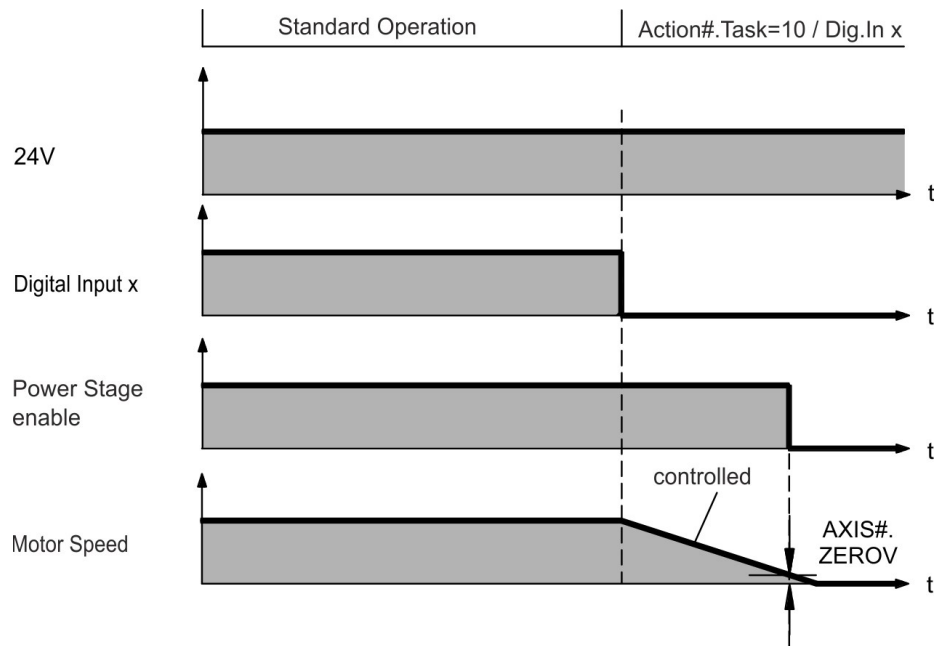 Standard Operation
Action#.Task=10 / Dig.In x
24V
t
Digital Input x
t
Power Stage
enable
t
controlled
Motor Speed
AXIS#.
ZEROV
t